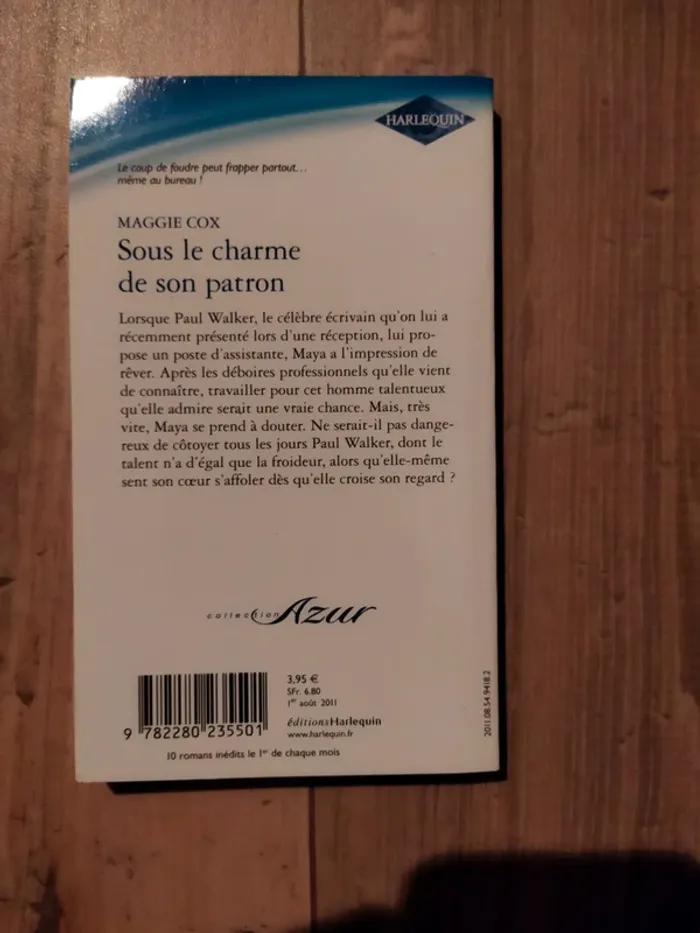 HARLEQUIN
Le coup de foudre peut frapper partout...
même au bureau !
MAGGIE COX
Sous le charme
de son patron
Lorsque Paul Walker, le célèbre écrivain qu'on lui a
récemment présenté lors d'une réception, lui pro-
pose un poste d'assistante, Maya a l'impression de
rêver. Après les déboires professionnels qu'elle vient
de connaître, travailler pour cet homme talentueux
qu'elle admire serait une vraie chance. Mais, très
vite, Maya se prend à douter. Ne serait-il pas dange-
reux de côtoyer tous les jours Paul Walker, dont le
talent n'a d'égal que la froideur, alors qu'elle-même
sent son cœur s'affoler dès qu'elle croise son regard ?
collection Azur
3,95 €
SFr. 6.80
1er août 2011
éditionsHarlequin
www.harlequin.fr
9 782280 235501
10 romans inédits le 1er de chaque mois
2011.08.54.9418.2